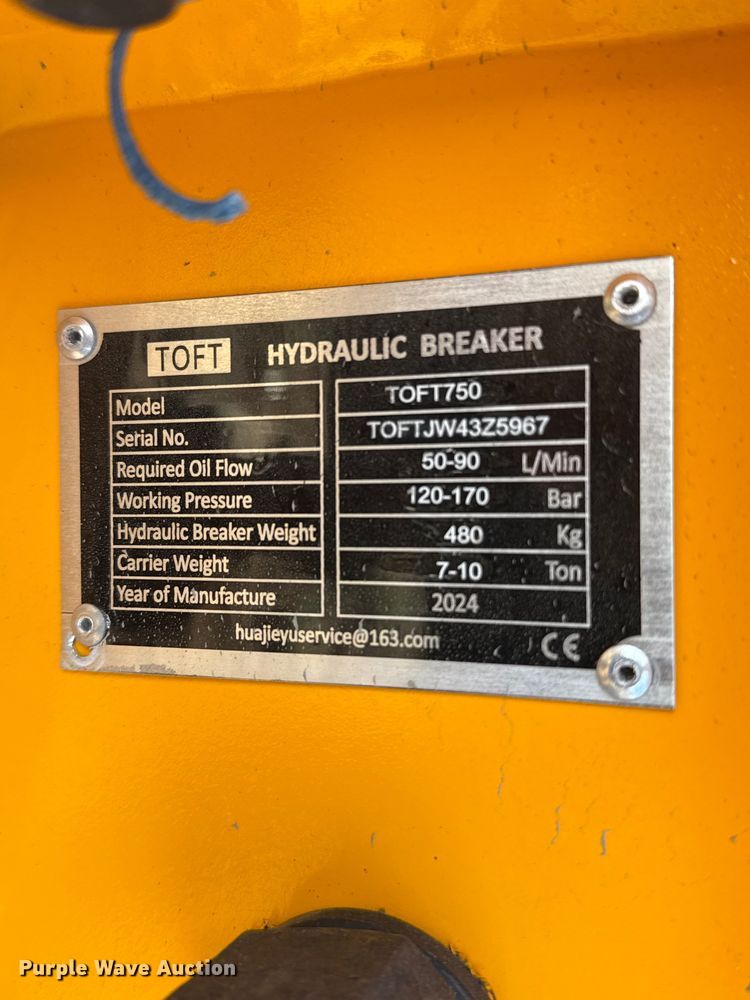 TOFT HYDRAULIC BREAKER
Model TOFT750
Serial No. TOFTJW43Z5967
Required Oil Flow 50-90 L/Min
Working Pressure 120-170 Bar
Hydraulic Breaker Weight 480 Kg
Carrier Weight 7-10 Ton
Year of Manufacture 2024
huajieyuservice@163.com CE
Purple Wave Auction